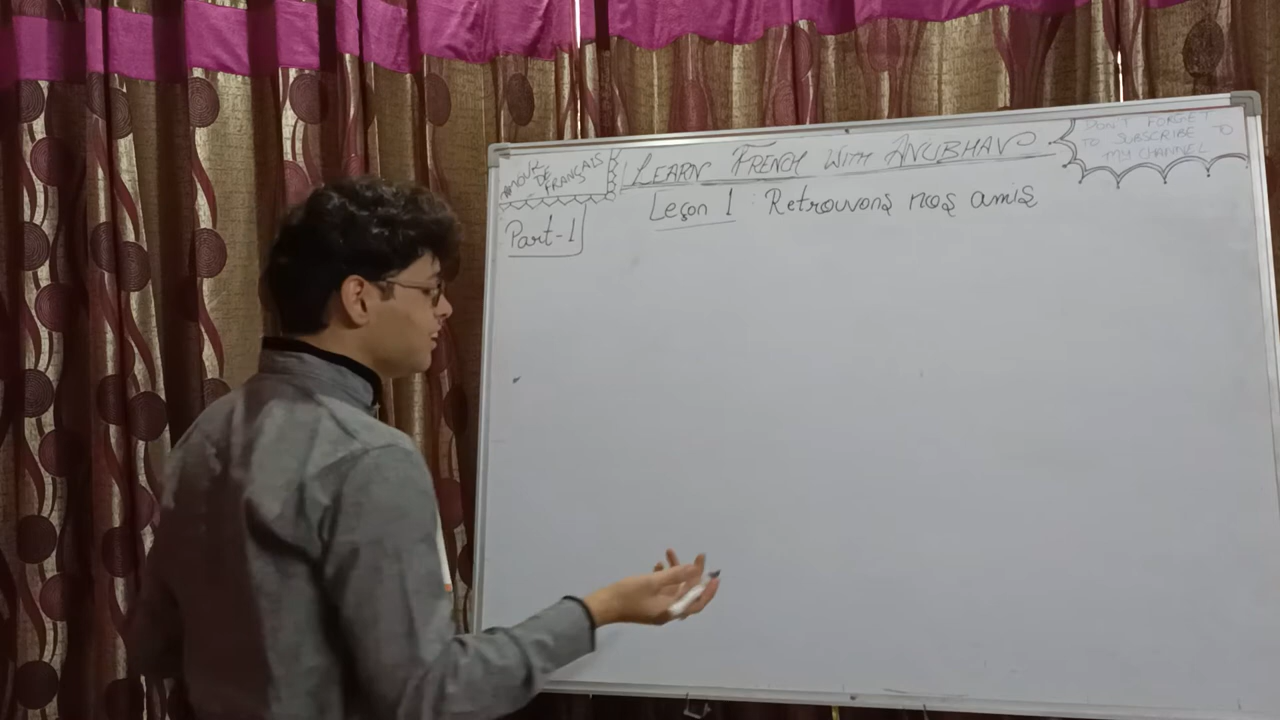 AMOUR
DE
FRANÇAIS
LEARN FRENCH WITH ANUBHAV
DON'T FORGET
TO SUBSCRIBE TO
MY CHANNEL
Part-1
Leçon 1 : Retrouvons nos amis